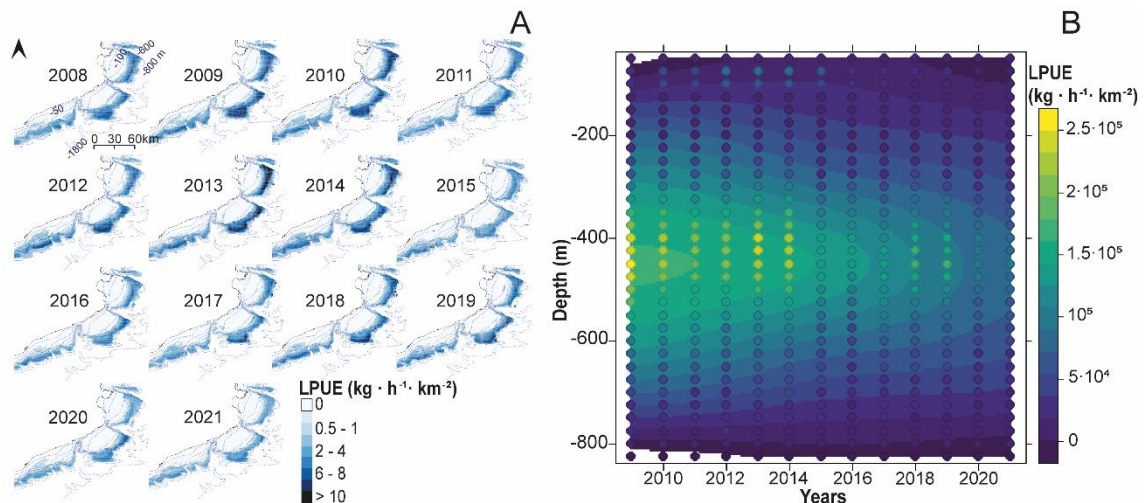 A
2008
-100
-600
-800 m
2009
2010
2011
-50
0 30 60km
-1800
2012
2013
2014
2015
2016
2017
2018
2019
2020
2021
LPUE (kg · h⁻¹· km⁻²)
0
0.5 - 1
2 - 4
6 - 8
> 10
B
LPUE
(kg · h⁻¹· km⁻²)
2.5·10⁵
2·10⁵
1.5·10⁵
10⁵
5·10⁴
0
Depth (m)
-200
-400
-600
-800
2010 2012 2014 2016 2018 2020
Years